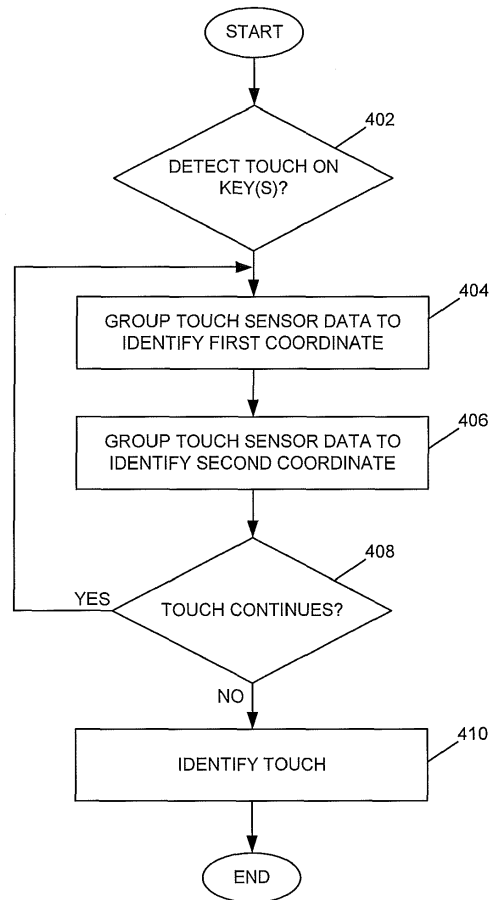 START
402
DETECT TOUCH ON
KEY(S)?
404
GROUP TOUCH SENSOR DATA TO
IDENTIFY FIRST COORDINATE
406
GROUP TOUCH SENSOR DATA TO
IDENTIFY SECOND COORDINATE
408
YES
TOUCH CONTINUES?
NO
410
IDENTIFY TOUCH
END